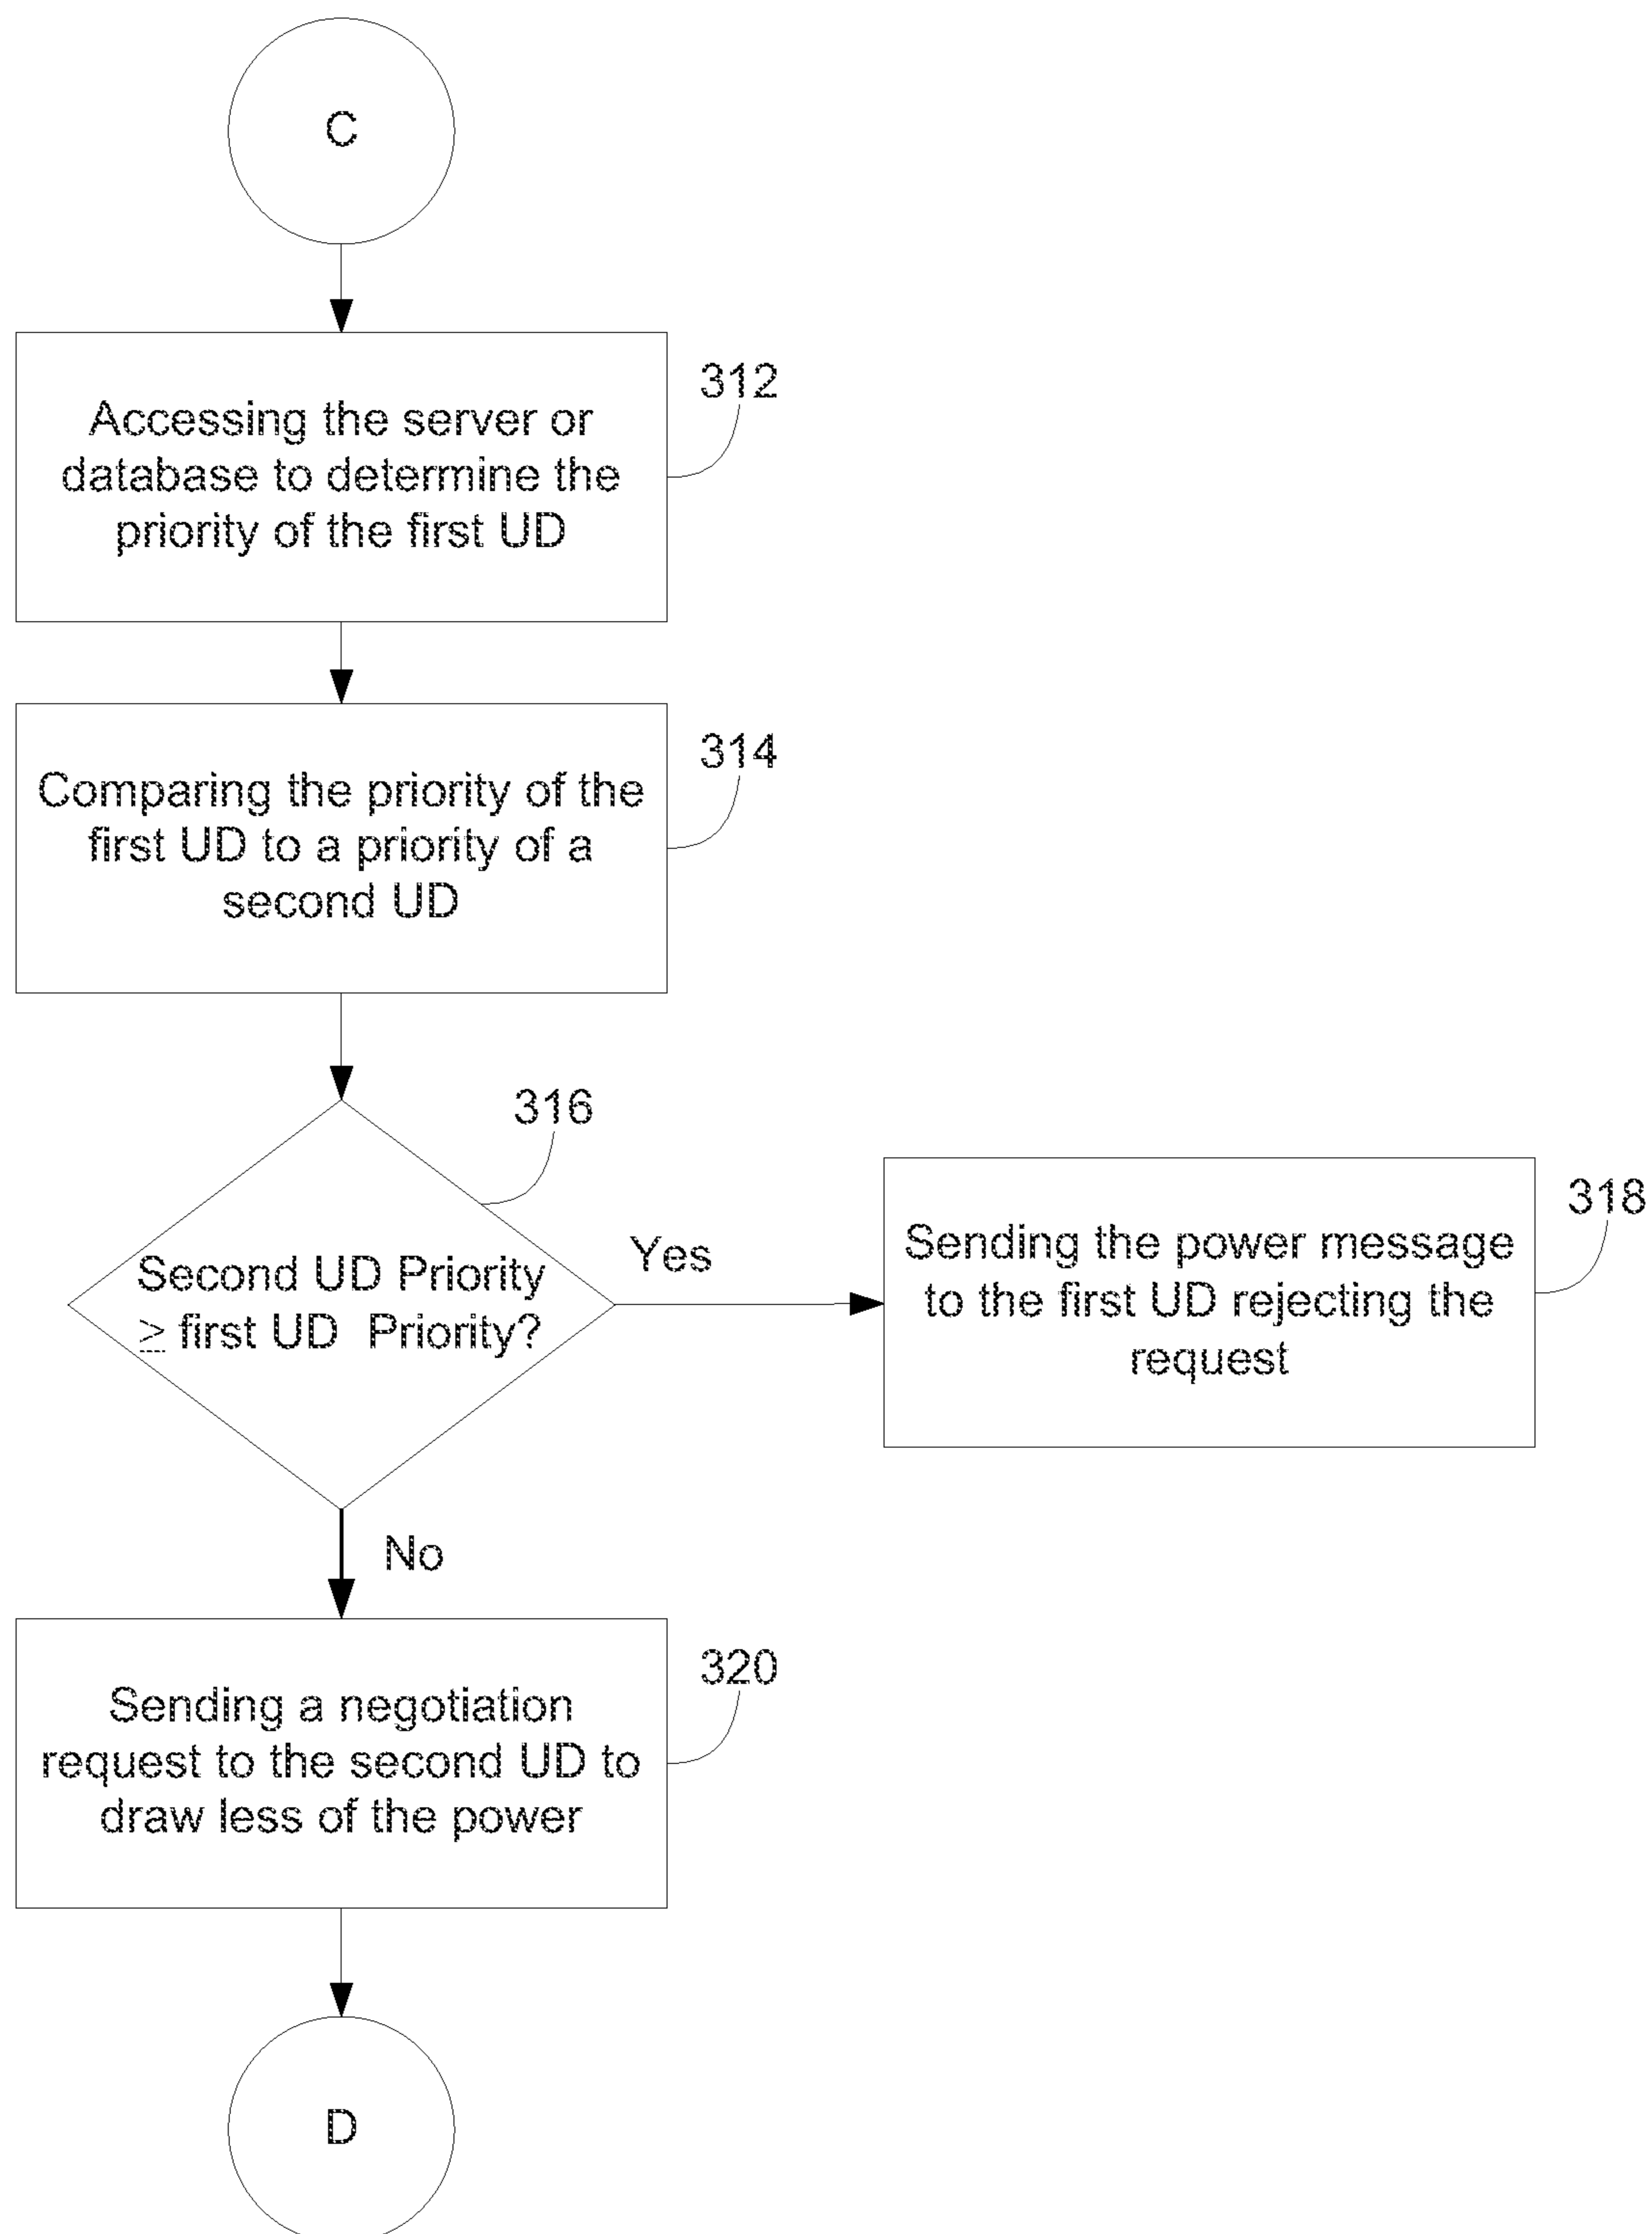 C
312
Accessing the server or
database to determine the
priority of the first UD
314
Comparing the priority of the
first UD to a priority of a
second UD
316
Second UD Priority
≥ first UD  Priority?
Yes
318
Sending the power message
to the first UD rejecting the
request
No
320
Sending a negotiation
request to the second UD to
draw less of the power
D